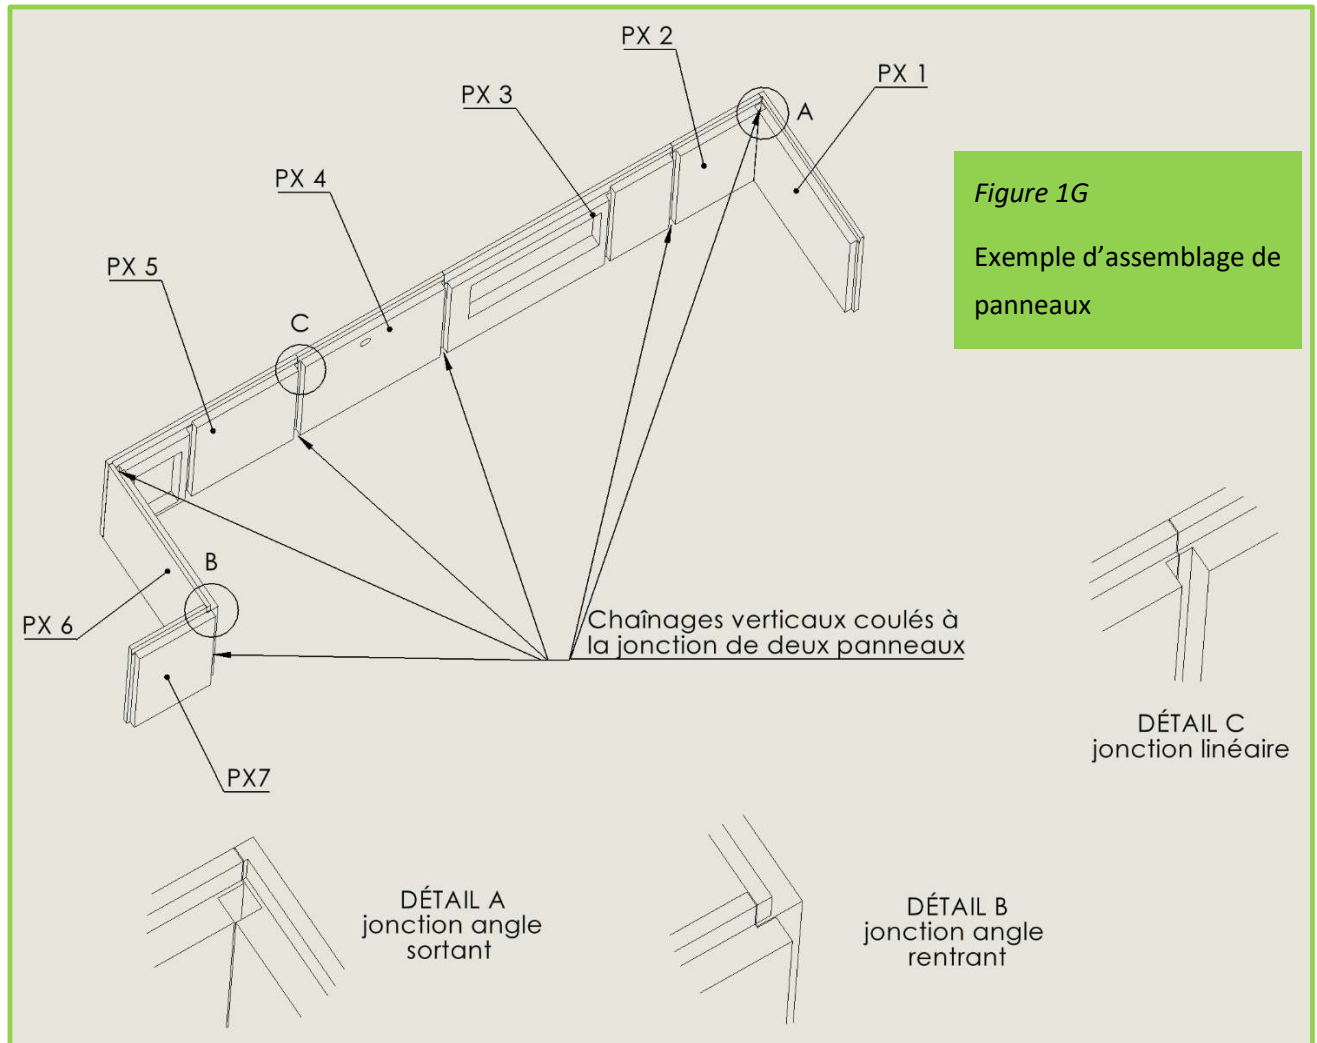 PX 2
PX 1
PX 3
A
PX 4
Figure 1G
Exemple d’assemblage de
panneaux
PX 5
C
B
PX 6
Chaînages verticaux coulés à
la jonction de deux panneaux
PX7
DÉTAIL C
jonction linéaire
DÉTAIL A
jonction angle
sortant
DÉTAIL B
jonction angle
rentrant